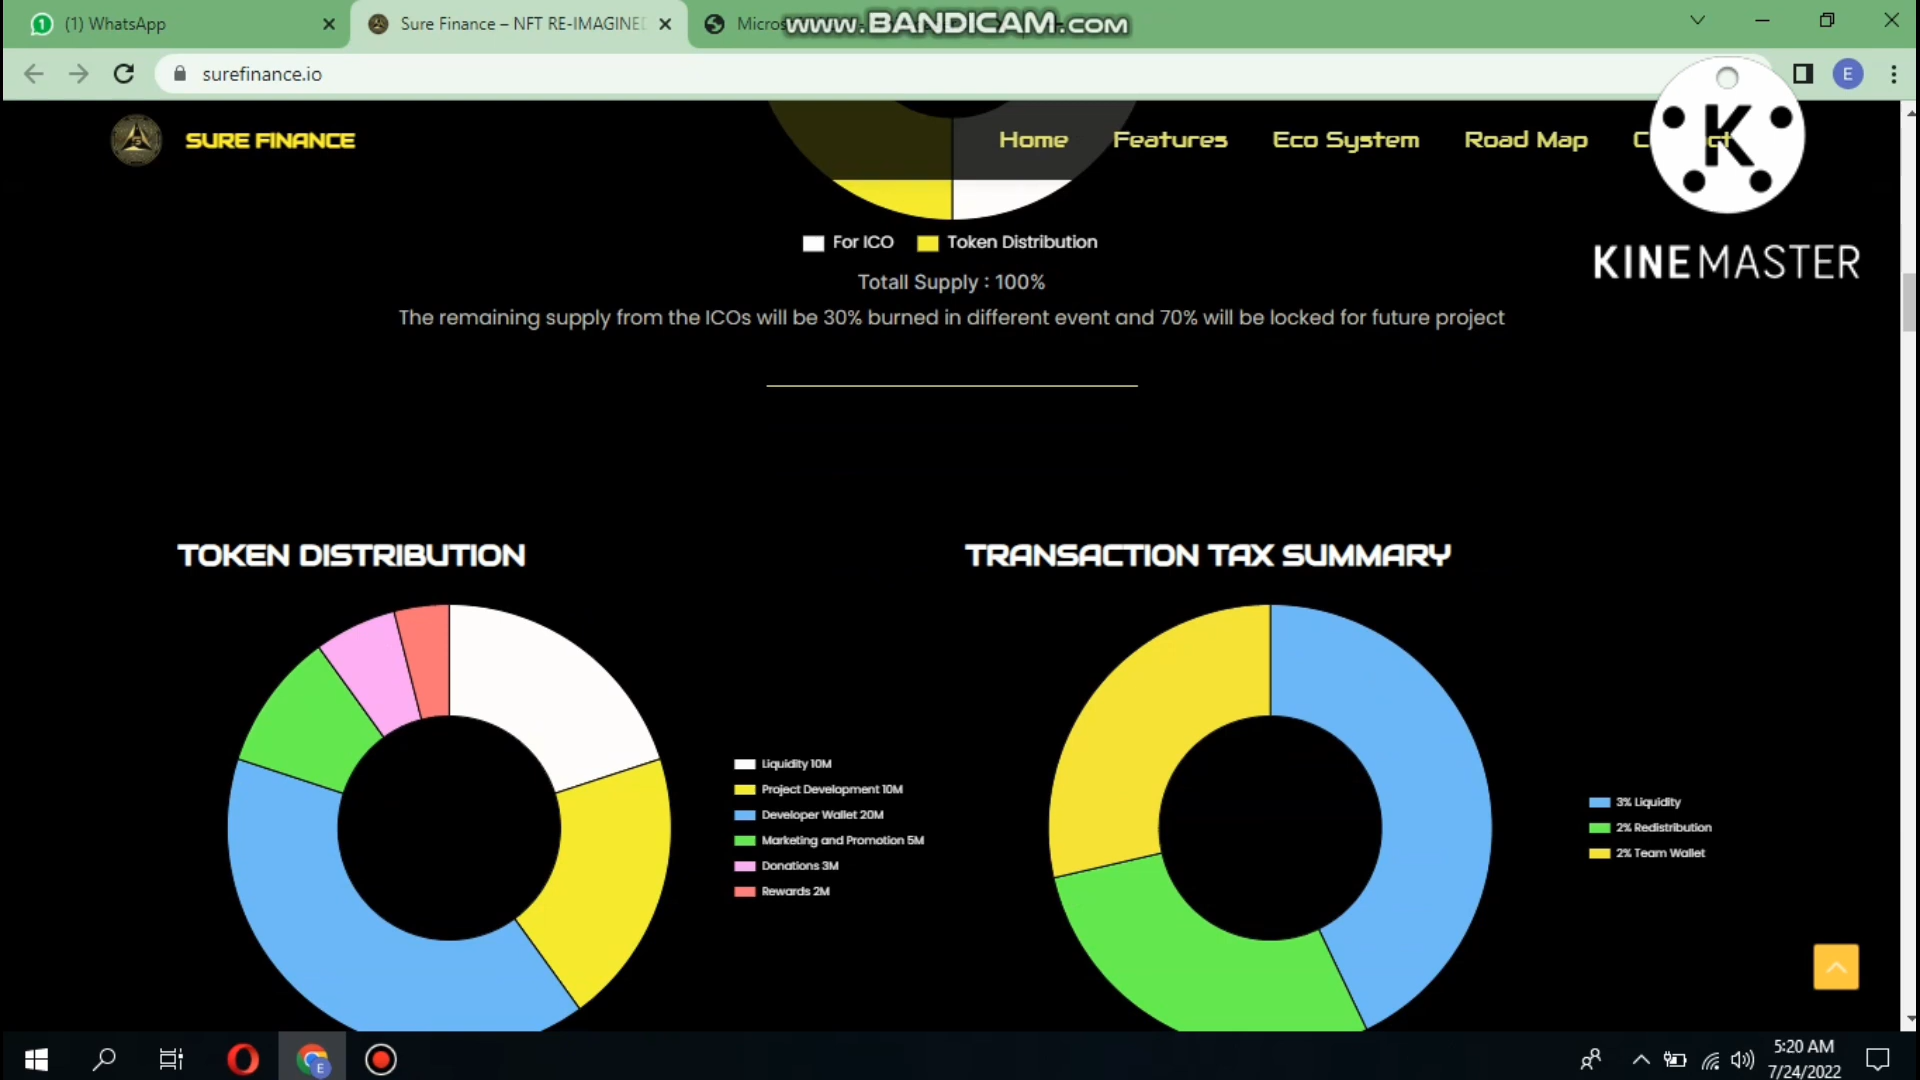 (1) WhatsApp
Sure Finance – NFT RE-IMAGINED
Micros
www.BANDICAM.com
surefinance.io
E
SURE FINANCE
Home
Features
Eco System
Road Map
K
KINEMASTER
For ICO
Token Distribution
Totall Supply : 100%
The remaining supply from the ICOs will be 30% burned in different event and 70% will be locked for future project
TOKEN DISTRIBUTION
Liquidity 10M
Project Development 10M
Developer Wallet 20M
Marketing and Promotion 5M
Donations 3M
Rewards 2M
TRANSACTION TAX SUMMARY
3% Liquidity
2% Redistribution
2% Team Wallet
E
5:20 AM
7/24/2022